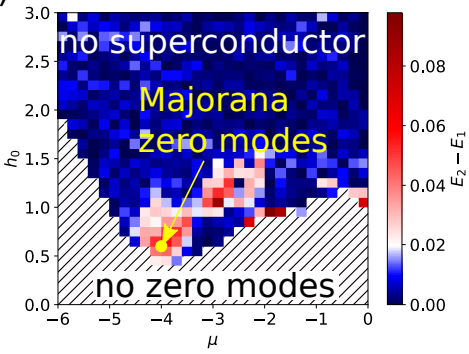 )
3.0
no superconductor
2.5
2.0
Majorana
zero modes
1.5
h₀
1.0
0.5
no zero modes
0.0
−6 −5 −4 −3 −2 −1 0
μ
0.08
0.06
0.04
0.02
0.00
E₂ − E₁